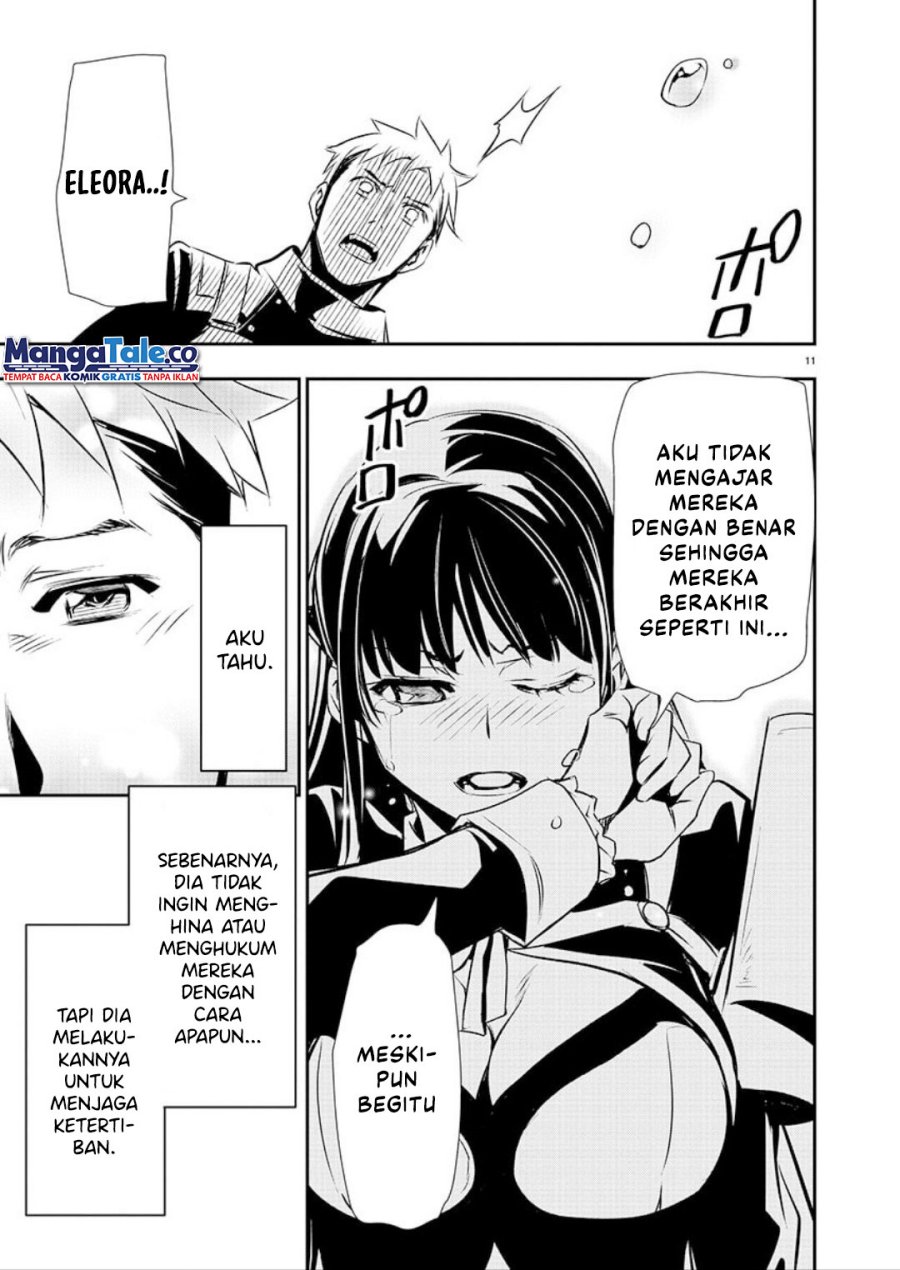 ELEORA..!
ポロ
11
MangaTale.co
TEMPAT BACA KOMIK GRATIS TANPA IKLAN
ポロ
AKU TIDAK
MENGAJAR
MEREKA
DENGAN BENAR
SEHINGGA
MEREKA
BERAKHIR
SEPERTI INI...
...
MESKI-
PUN
BEGITU
AKU
TAHU.
SEBENARNYA,
DIA TIDAK
INGIN MENG-
HINA ATAU
MENGHUKUM
MEREKA
DENGAN
CARA
APAPUN...
TAPI DIA
MELAKU-
KANNYA
UNTUK
MENJAGA
KETERTI-
BAN.